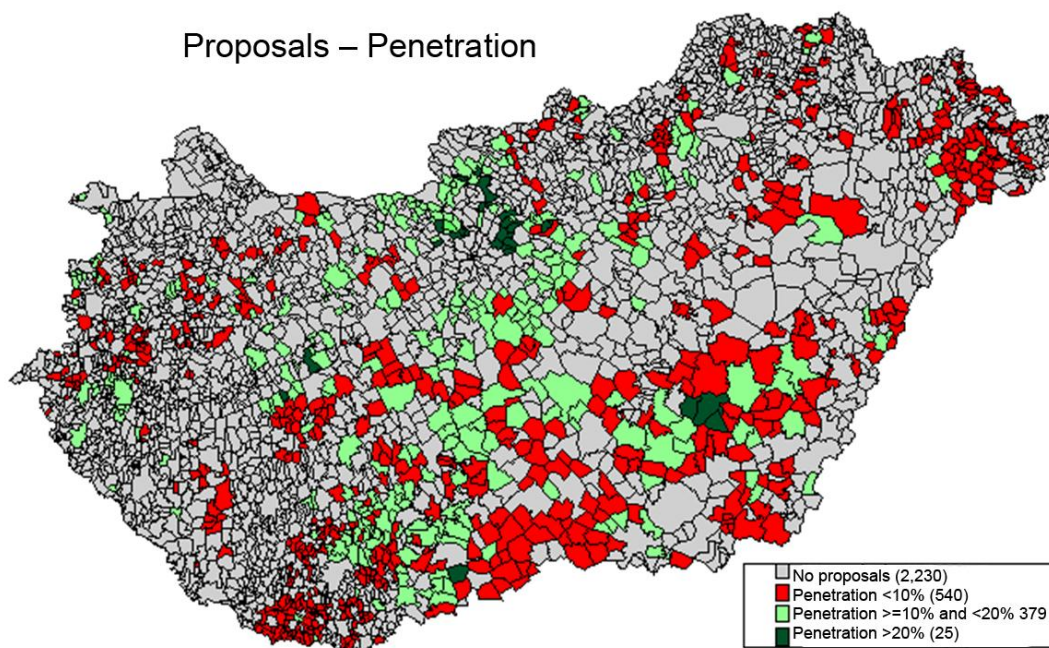 Proposals – Penetration
No proposals (2,230)
Penetration <10% (540)
Penetration >=10% and <20% 379
Penetration >20% (25)